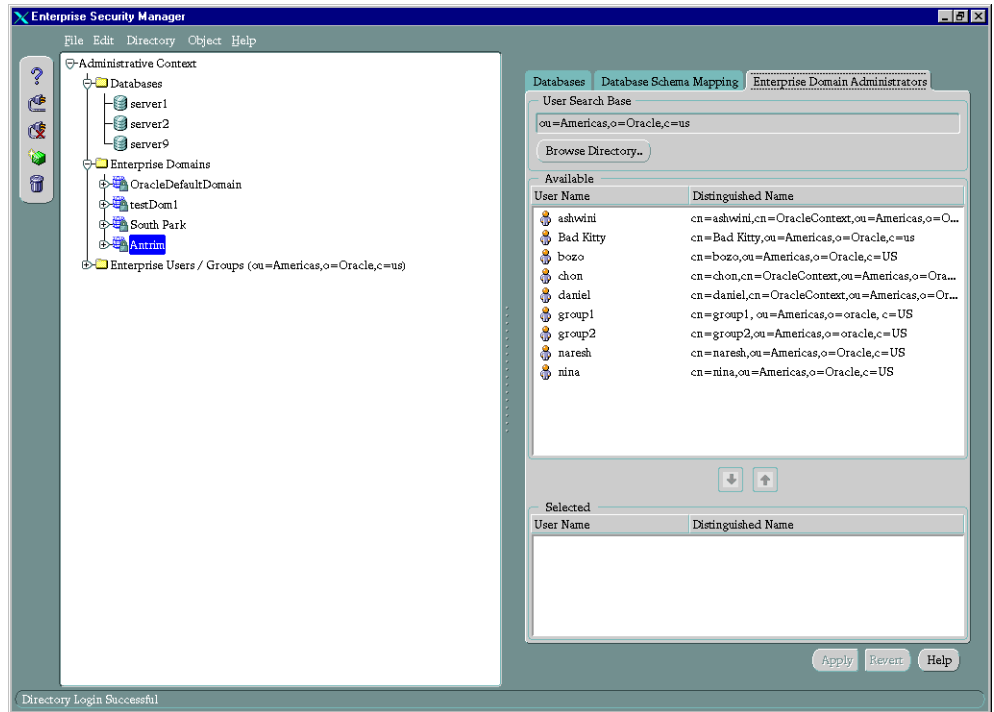 Enterprise Security Manager
File Edit Directory Object Help
Administrative Context
Databases
server1
server2
server9
Enterprise Domains
OracleDefaultDomain
testDom1
South Park
Antrim
Enterprise Users / Groups (ou=Americas,o=Oracle,c=us)
Databases Database Schema Mapping Enterprise Domain Administrators
User Search Base
ou=Americas,o=Oracle,c=us
Browse Directory..
Available
User Name Distinguished Name
ashwini cn=ashwini,cn=OracleContext,ou=Americas,o=O...
Bad Kitty cn=Bad Kitty,ou=Americas,o=Oracle,c=us
bozo cn=bozo,ou=Americas,o=Oracle,c=US
chon cn=chon,cn=OracleContext,ou=Americas,o=Ora...
daniel cn=daniel,cn=OracleContext,ou=Americas,o=Or...
group1 cn=group1, ou=Americas,o=oracle, c=US
group2 cn=group2,ou=Americas,o=oracle,c=US
naresh cn=naresh,ou=Americas,o=Oracle,c=US
nina cn=nina,ou=Americas,o=Oracle,c=US
Selected
User Name Distinguished Name
Apply Revert Help
Directory Login Successful